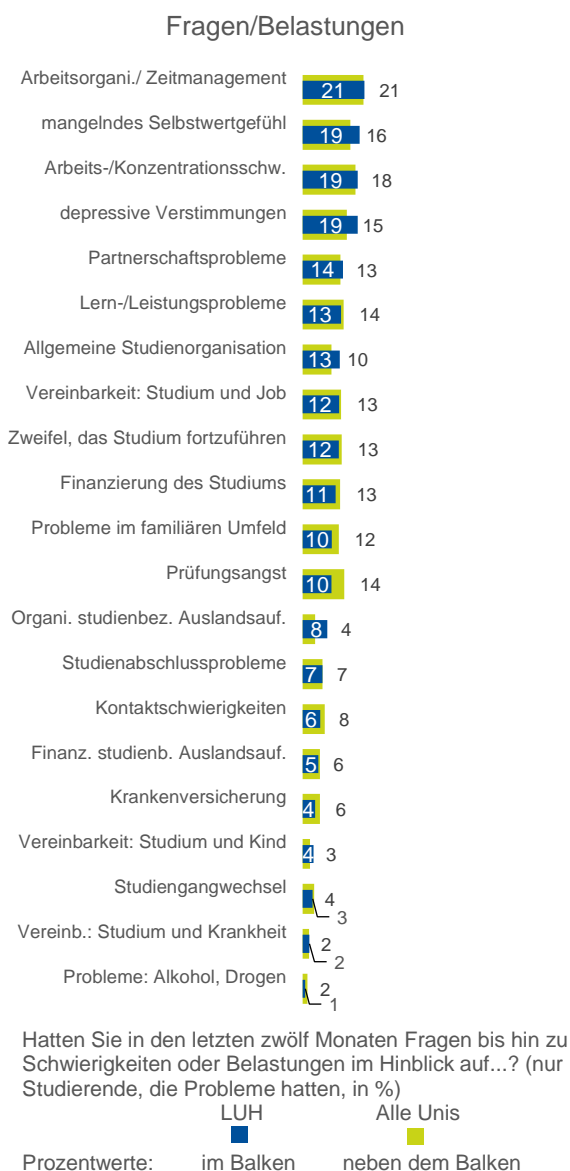 Fragen/Belastungen
Arbeitsorgani./ Zeitmanagement 21 21
mangelndes Selbstwertgefühl 19 16
Arbeits-/Konzentrationsschw. 19 18
depressive Verstimmungen 19 15
Partnerschaftsprobleme 14 13
Lern-/Leistungsprobleme 13 14
Allgemeine Studienorganisation 13 10
Vereinbarkeit: Studium und Job 12 13
Zweifel, das Studium fortzuführen 12 13
Finanzierung des Studiums 11 13
Probleme im familiären Umfeld 10 12
Prüfungsangst 10 14
Organi. studienbez. Auslandsauf. 8 4
Studienabschlussprobleme 7 7
Kontaktschwierigkeiten 6 8
Finanz. studienb. Auslandsauf. 5 6
Krankenversicherung 4 6
Vereinbarkeit: Studium und Kind 4 3
Studiengangwechsel 4
3
Vereinb.: Studium und Krankheit 2
2
Probleme: Alkohol, Drogen 2
1
Hatten Sie in den letzten zwölf Monaten Fragen bis hin zu
Schwierigkeiten oder Belastungen im Hinblick auf...? (nur
Studierende, die Probleme hatten, in %)
LUH Alle Unis
Prozentwerte: im Balken neben dem Balken